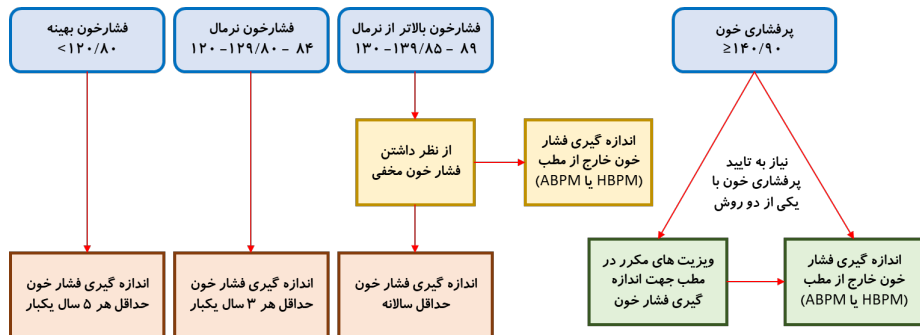 فشارخون بهینه
<۱۲۰/۸۰
فشارخون نرمال
۱۲۰-۱۲۹/۸۰ - ۸۴
فشارخون بالاتر از نرمال
۱۳۰-۱۳۹/۸۵ - ۸۹
پرفشاری خون
≥۱۴۰/۹۰
از نظر داشتن
فشار خون مخفی
اندازه گیری فشار
خون خارج از مطب
(HBPM یا ABPM)
نیاز به تایید
پرفشاری خون با
یکی از دو روش
اندازه گیری فشار خون
حداقل هر ۵ سال یکبار
اندازه گیری فشار خون
حداقل هر ۳ سال یکبار
اندازه گیری فشار خون
حداقل سالانه
ویزیت های مکرر در
مطب جهت اندازه
گیری فشار خون
اندازه گیری فشار
خون خارج از مطب
(HBPM یا ABPM)